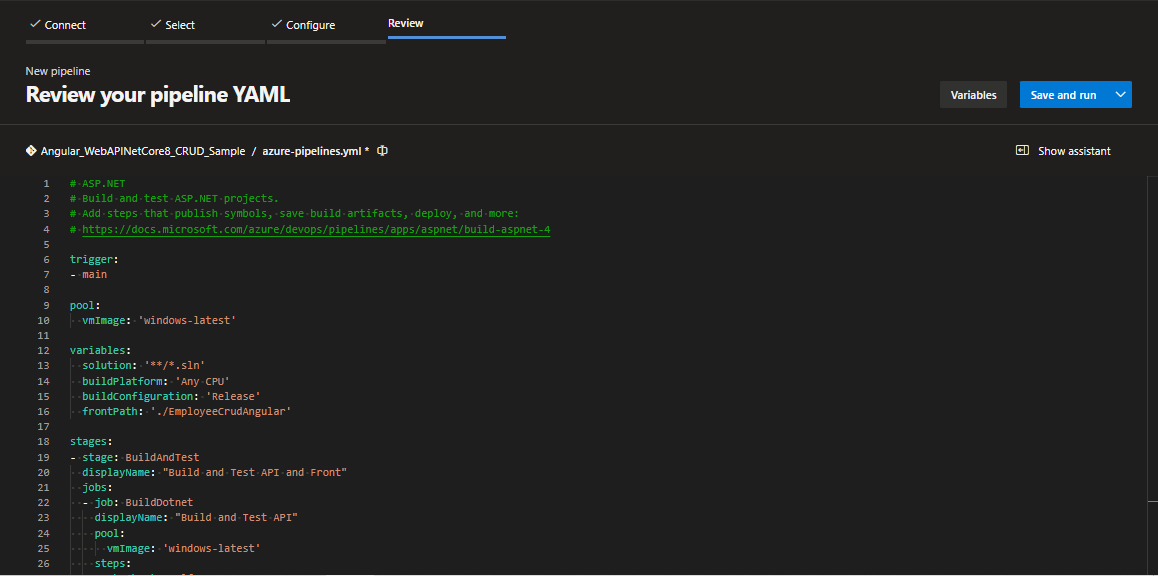 Connect
Select
Configure
Review
New pipeline
Review your pipeline YAML
Variables
Save and run
Angular_WebAPINetCore8_CRUD_Sample / azure-pipelines.yml *
Show assistant
1 # ASP.NET
2 # Build and test ASP.NET projects.
3 # Add steps that publish symbols, save build artifacts, deploy, and more:
4 # https://docs.microsoft.com/azure/devops/pipelines/apps/aspnet/build-aspnet-4
5
6 trigger:
7 - main
8
9 pool:
10   vmImage: 'windows-latest'
11
12 variables:
13   solution: '**/*.sln'
14   buildPlatform: 'Any CPU'
15   buildConfiguration: 'Release'
16   frontPath: './EmployeeCrudAngular'
17
18 stages:
19 - stage: BuildAndTest
20   displayName: "Build and Test API and Front"
21   jobs:
22   - job: BuildDotnet
23     displayName: "Build and Test API"
24     pool:
25       vmImage: 'windows-latest'
26     steps: